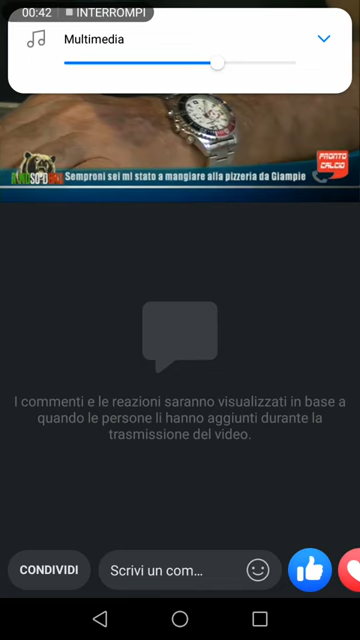 00:42 INTERROMPI
Multimedia
PRONTO
CALCIO
Semproni sei ml stato a mangiare alla pizzeria da Giampie
I commenti e le reazioni saranno visualizzati in base a
quando le persone li hanno aggiunti durante la
trasmissione del video.
CONDIVIDI
Scrivi un com...